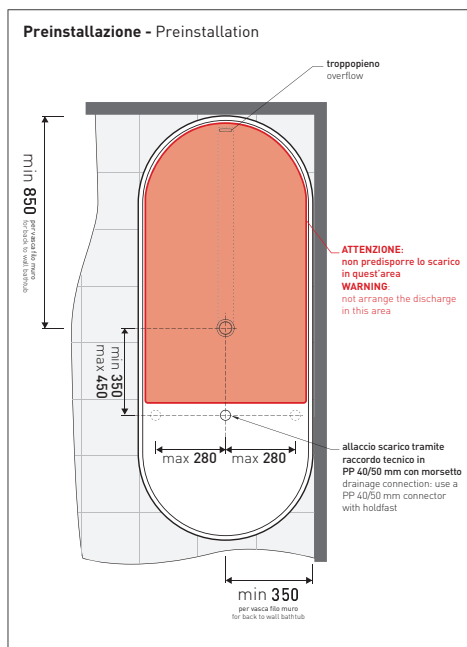 Preinstallazione - Preinstallation
troppopieno
overflow
min 850
per vasca filo muro
for back to wall bathtub
ATTENZIONE:
non predisporre lo scarico
in quest'area
WARNING:
not arrange the discharge
in this area
min 350
max 450
max 280
max 280
allaccio scarico tramite
raccordo tecnico in
PP 40/50 mm con morsetto
drainage connection: use a
PP 40/50 mm connector
with holdfast
min 350
per vasca filo muro
for back to wall bathtub